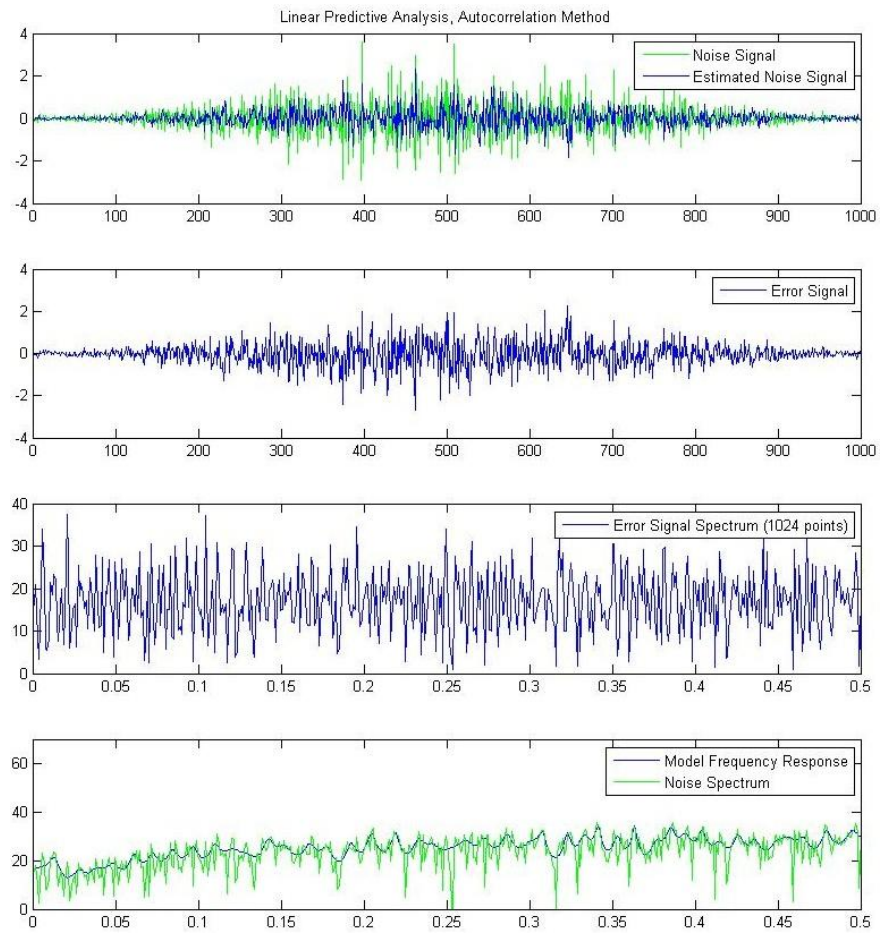 Linear Predictive Analysis, Autocorrelation Method
4
2
0
-2
-4
Noise Signal
Estimated Noise Signal
0 100 200 300 400 500 600 700 800 900 1000
4
2
0
-2
-4
Error Signal
0 100 200 300 400 500 600 700 800 900 1000
40
30
20
10
0
Error Signal Spectrum (1024 points)
0 0.05 0.1 0.15 0.2 0.25 0.3 0.35 0.4 0.45 0.5
60
40
20
0
Model Frequency Response
Noise Spectrum
0 0.05 0.1 0.15 0.2 0.25 0.3 0.35 0.4 0.45 0.5